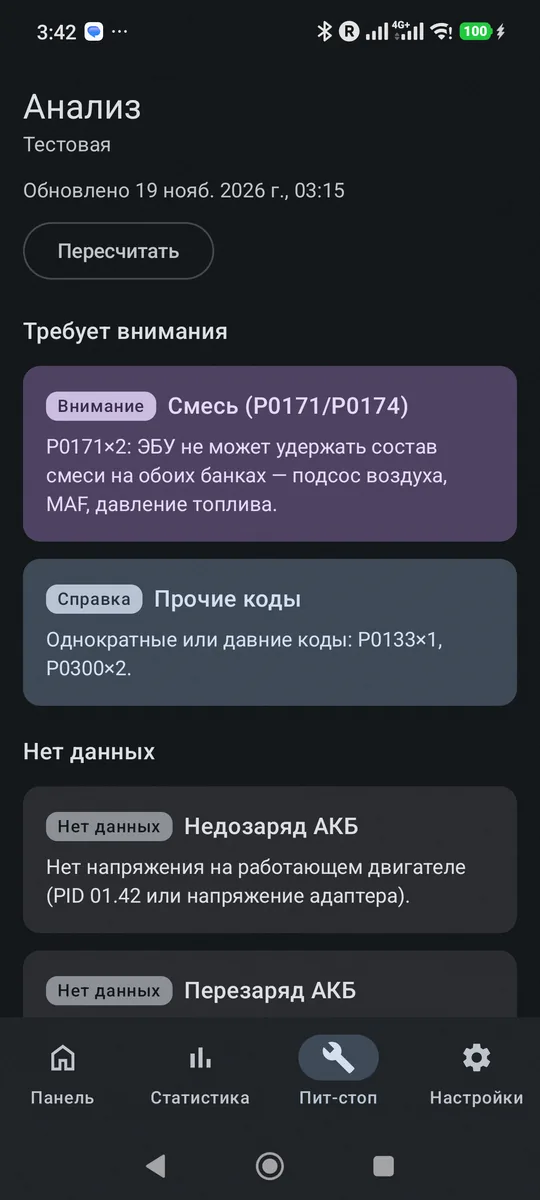 3:42
R
4G+
100
Анализ
Тестовая
Обновлено 19 нояб. 2026 г., 03:15
Пересчитать
Требует внимания
Внимание Смесь (P0171/P0174)
P0171×2: ЭБУ не может удержать состав
смеси на обоих банках — подсос воздуха,
MAF, давление топлива.
Справка Прочие коды
Однократные или давние коды: P0133×1,
P0300×2.
Нет данных
Нет данных Недозаряд АКБ
Нет напряжения на работающем двигателе
(PID 01.42 или напряжение адаптера).
Нет данных Перезаряд АКБ
Панель Статистика Пит-стоп Настройки